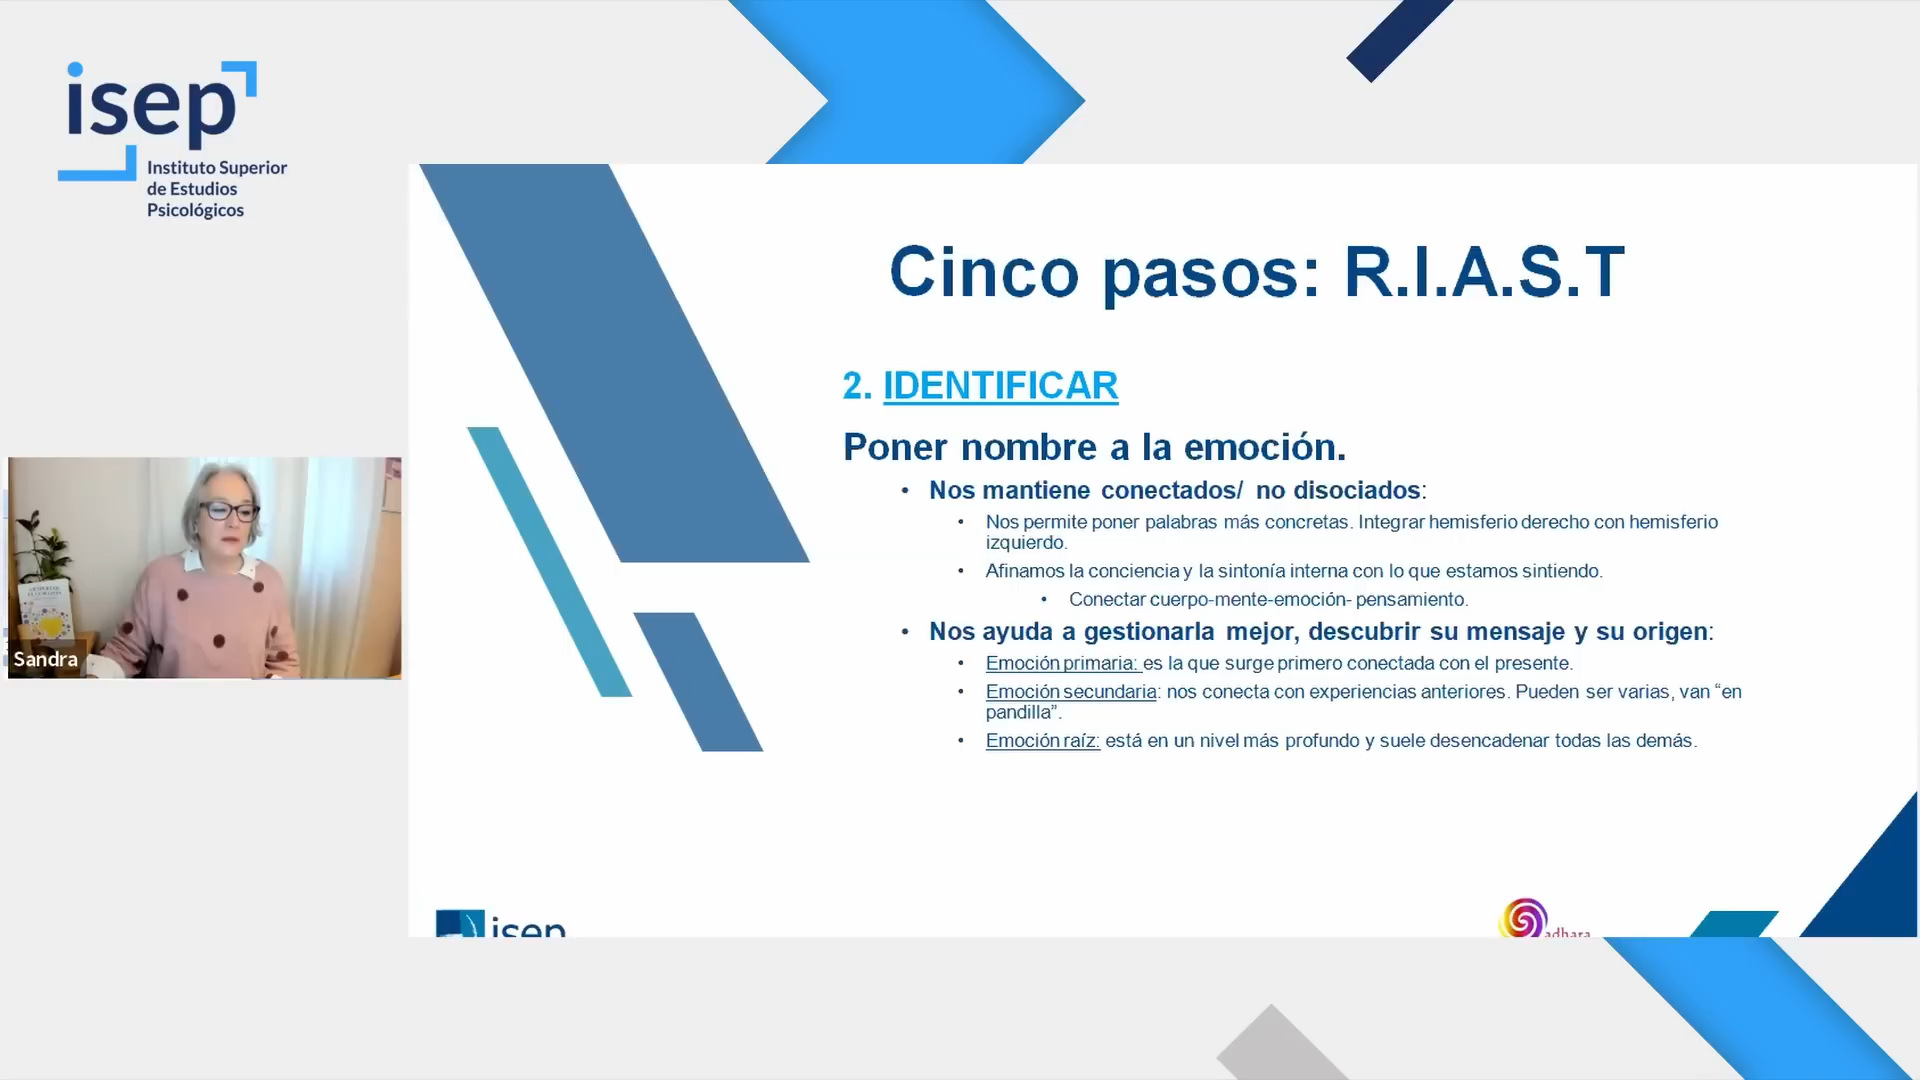 isep
Instituto Superior
de Estudios
Psicológicos
Cinco pasos: R.I.A.S.T
2. IDENTIFICAR
Poner nombre a la emoción.
• Nos mantiene conectados/ no disociados:
• Nos permite poner palabras más concretas. Integrar hemisferio derecho con hemisferio
izquierdo.
• Afinamos la conciencia y la sintonía interna con lo que estamos sintiendo.
• Conectar cuerpo-mente-emoción- pensamiento.
• Nos ayuda a gestionarla mejor, descubrir su mensaje y su origen:
• Emoción primaria: es la que surge primero conectada con el presente.
• Emoción secundaria: nos conecta con experiencias anteriores. Pueden ser varias, van “en
pandilla”.
• Emoción raíz: está en un nivel más profundo y suele desencadenar todas las demás.
Sandra
isep
adhara